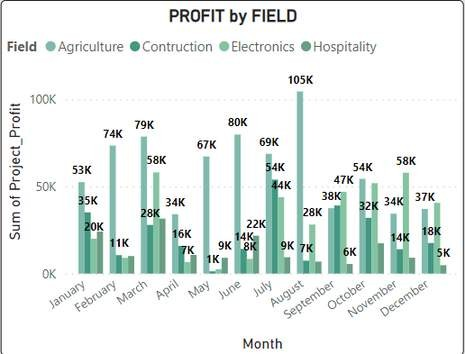 PROFIT by FIELD
Field Agriculture Contruction Electronics Hospitality
Sum of Project_Profit
100K
50K
0K
53K
35K
20K
74K
11K
79K
28K
58K
34K
16K
7K
67K
1K
9K
80K
14K
8K
22K
69K
54K
44K
9K
105K
7K
28K
38K
47K
6K
54K
32K
34K
14K
58K
37K
18K
5K
January
February
March
April
May
June
July
August
September
October
November
December
Month